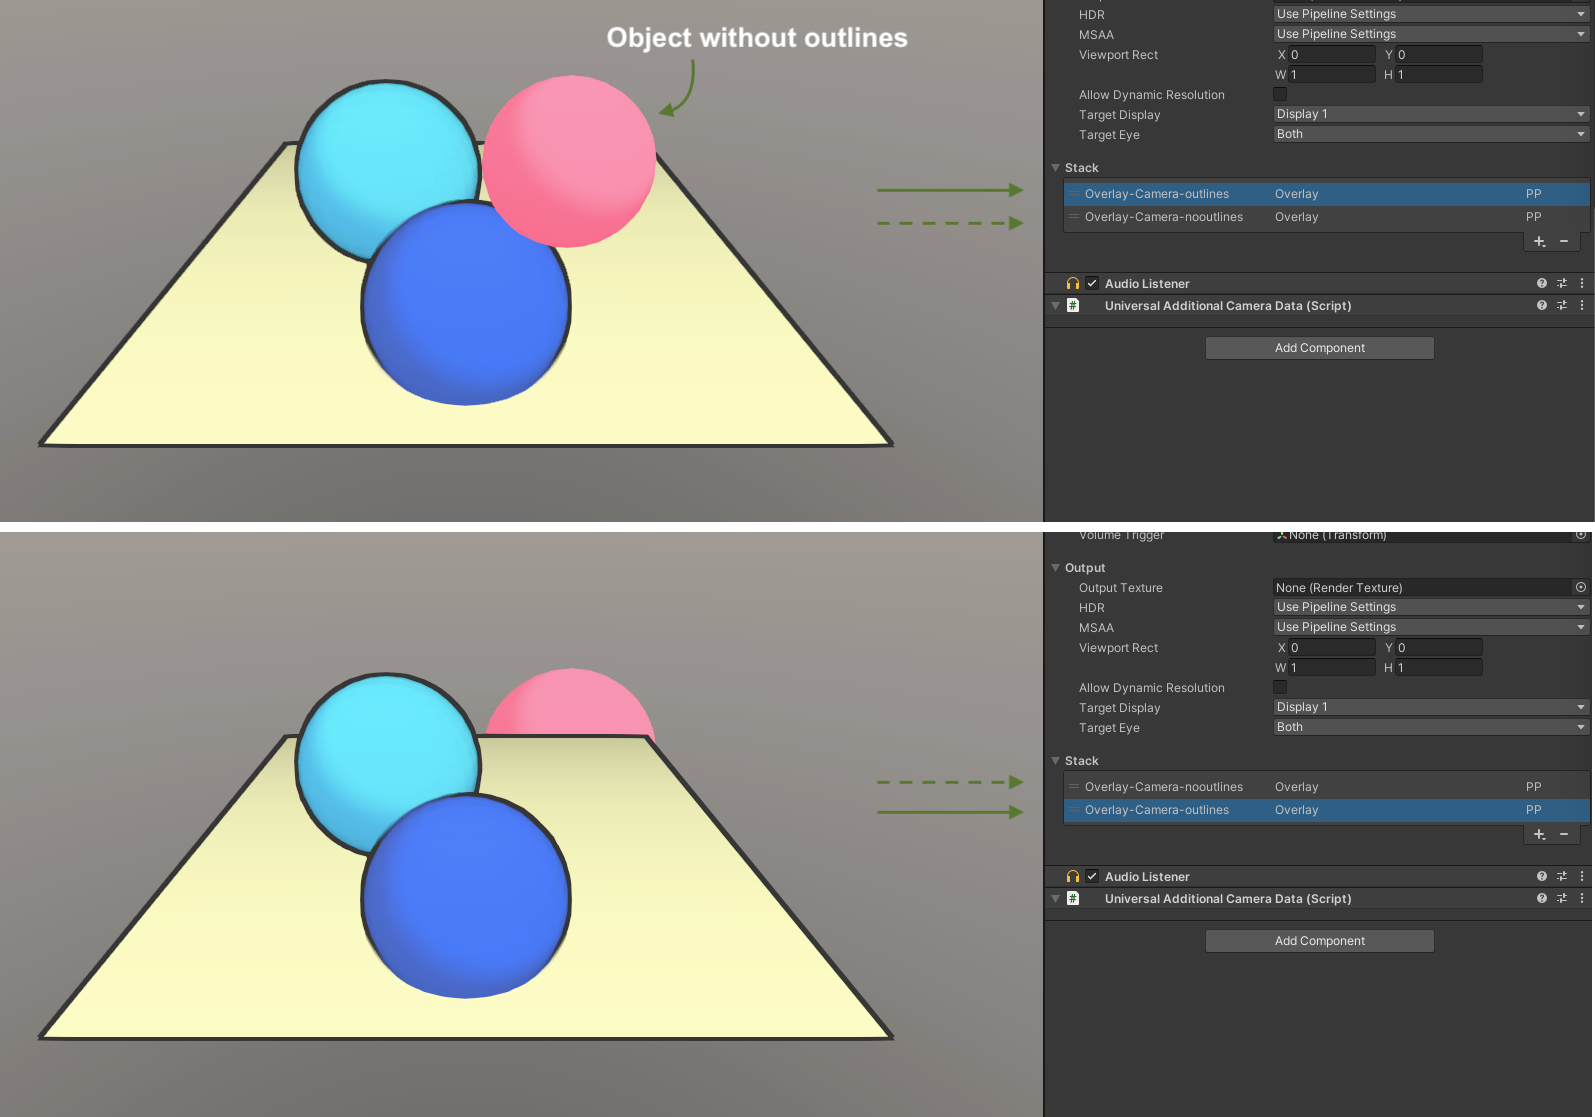 Object without outlines
HDR Use Pipeline Settings
MSAA Use Pipeline Settings
Viewport Rect X 0 Y 0
W 1 H 1
Allow Dynamic Resolution
Target Display Display 1
Target Eye Both
Stack
Overlay-Camera-outlines Overlay PP
Overlay-Camera-nooutlines Overlay PP
Audio Listener
# Universal Additional Camera Data (Script)
Add Component
Volume Trigger None (Transform)
Output
Output Texture None (Render Texture)
HDR Use Pipeline Settings
MSAA Use Pipeline Settings
Viewport Rect X 0 Y 0
W 1 H 1
Allow Dynamic Resolution
Target Display Display 1
Target Eye Both
Stack
Overlay-Camera-nooutlines Overlay PP
Overlay-Camera-outlines Overlay PP
Audio Listener
# Universal Additional Camera Data (Script)
Add Component